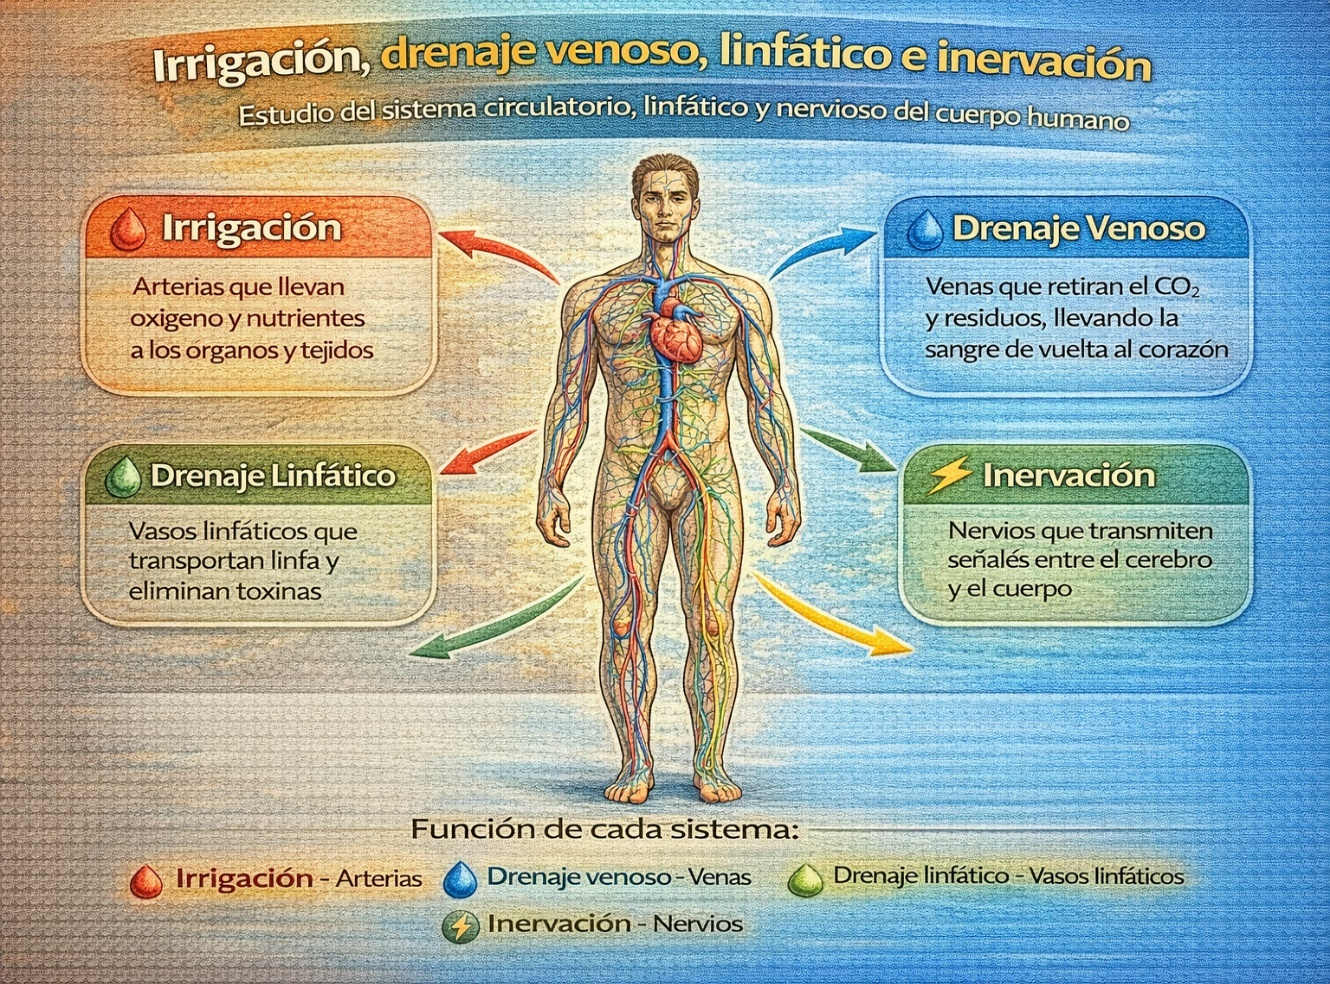 Irrigación, drenaje venoso, linfático e inervación
Estudio del sistema circulatorio, linfático y nervioso del cuerpo humano
Irrigación
Arterias que llevan
oxigeno y nutrientes
a los órganos y tejidos
Drenaje Venoso
Venas que retiran el CO₂
y residuos, llevando la
sangre de vuelta al corazón
Drenaje Linfático
Vasos linfáticos que
transportan linfa y
eliminan toxinas
Inervación
Nervios que transmiten
señalés entre el cerebro
y el cuerpo
Función de cada sistema:
Irrigación - Arterias
Drenaje venoso - Venas
Drenaje linfático - Vasos linfáticos
Inervación - Nervios